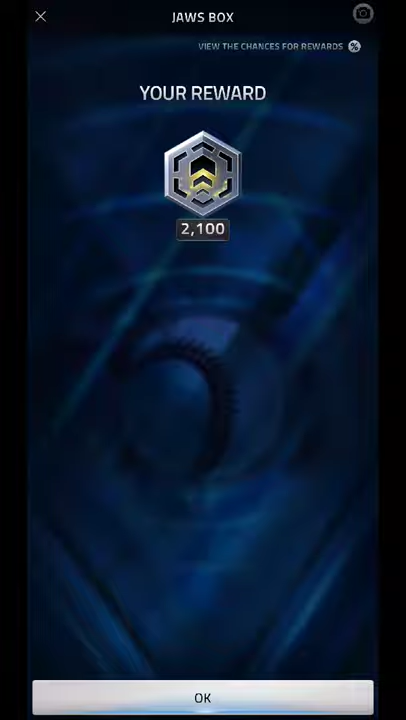 JAWS BOX
VIEW THE CHANCES FOR REWARDS %
YOUR REWARD
2,100
OK